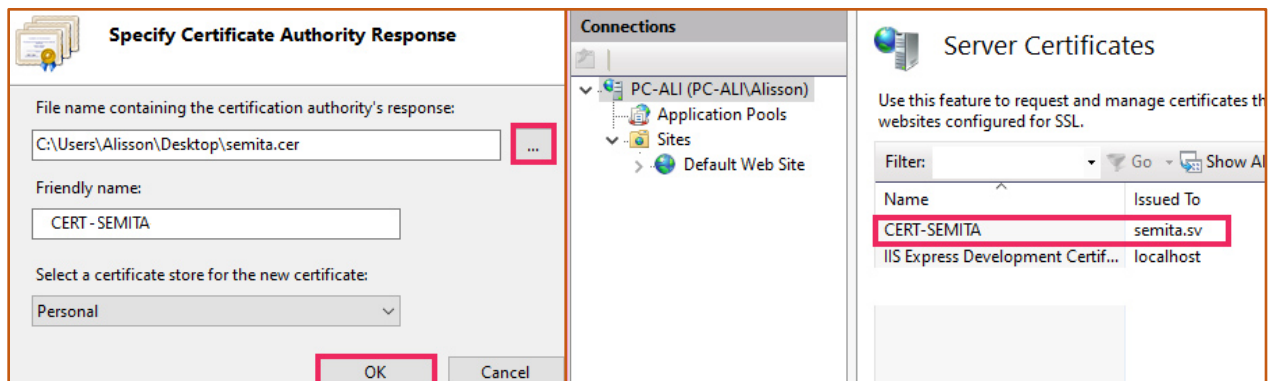 Specify Certificate Authority Response
File name containing the certification authority's response:
C:\Users\Alisson\Desktop\semita.cer
...
Friendly name:
CERT - SEMITA
Select a certificate store for the new certificate:
Personal
OK Cancel
Connections
PC-ALI (PC-ALI\Alisson)
Application Pools
Sites
Default Web Site
Server Certificates
Use this feature to request and manage certificates th
websites configured for SSL.
Filter: Go Show Al
Name Issued To
CERT-SEMITA semita.sv
IIS Express Development Certif... localhost